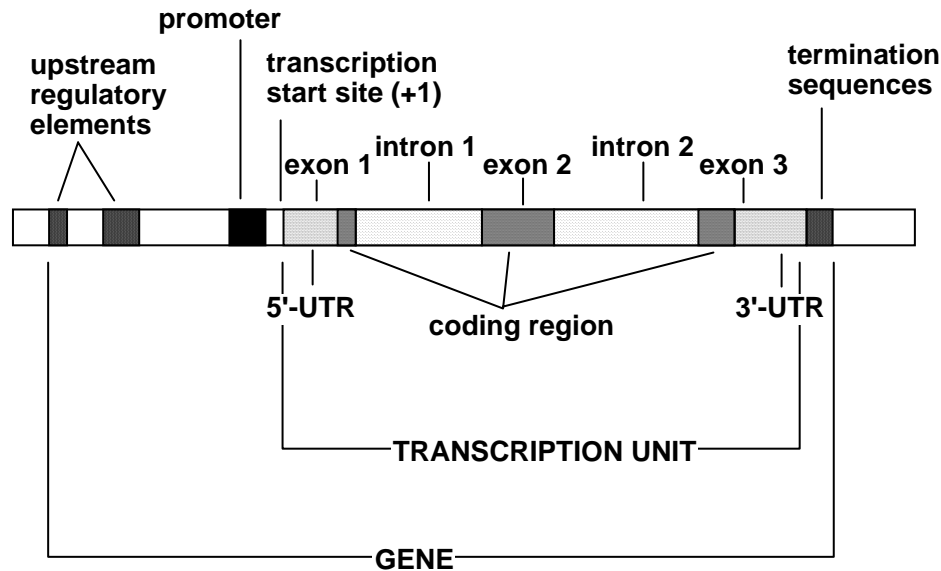 promoter
upstream
regulatory
elements
transcription
start site (+1)
termination
sequences
exon 1
intron 1
exon 2
intron 2
exon 3
5'-UTR
coding region
3'-UTR
TRANSCRIPTION UNIT
GENE